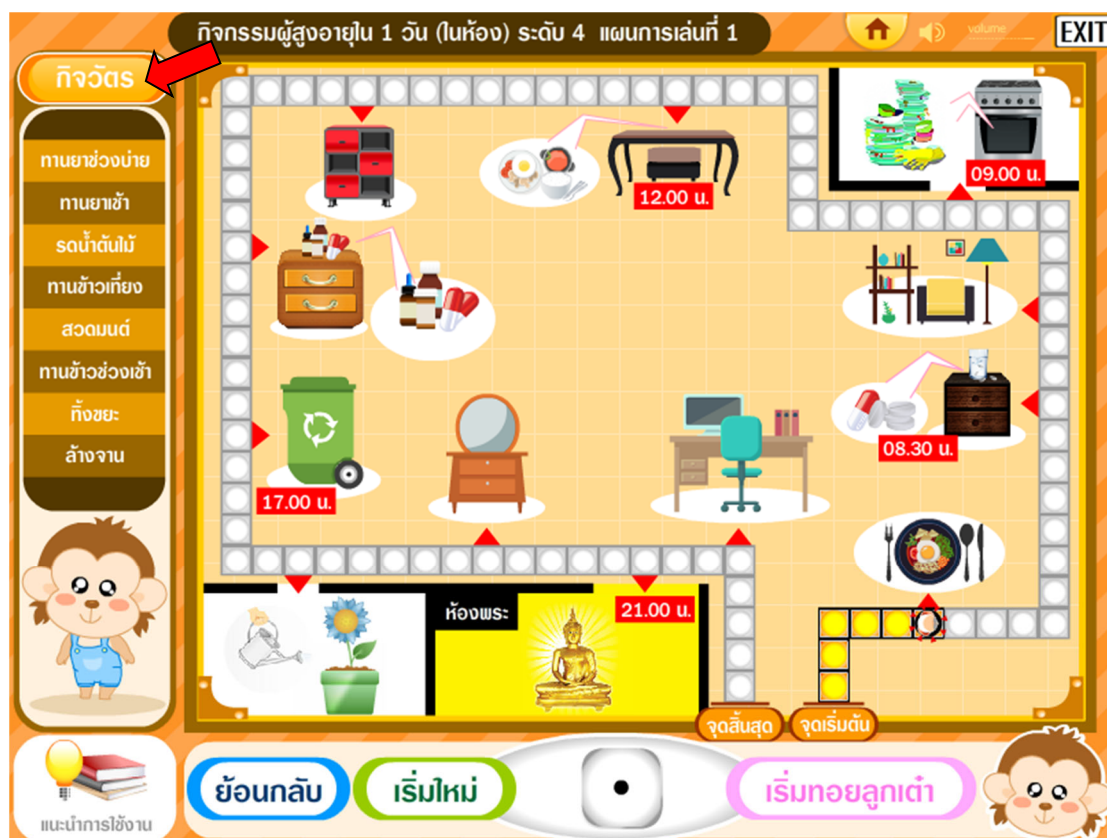 กิจกรรมผู้สูงอายุใน 1 วัน (ในห้อง) ระดับ 4 แผนการเล่นที่ 1
volume
EXIT
กิจวัตร
ทานยาช่วงบ่าย
ทานยาเช้า
รดน้ำต้นไม้
ทานข้าวเที่ยง
สวดมนต์
ทานข้าวช่วงเช้า
ทิ้งขยะ
ล้างจาน
09.00 น.
12.00 น.
08.30 น.
17.00 น.
ห้องพระ
21.00 น.
จุดสิ้นสุด
จุดเริ่มต้น
แนะนำการใช้งาน
ย้อนกลับ
เริ่มใหม่
เริ่มทอยลูกเต๋า